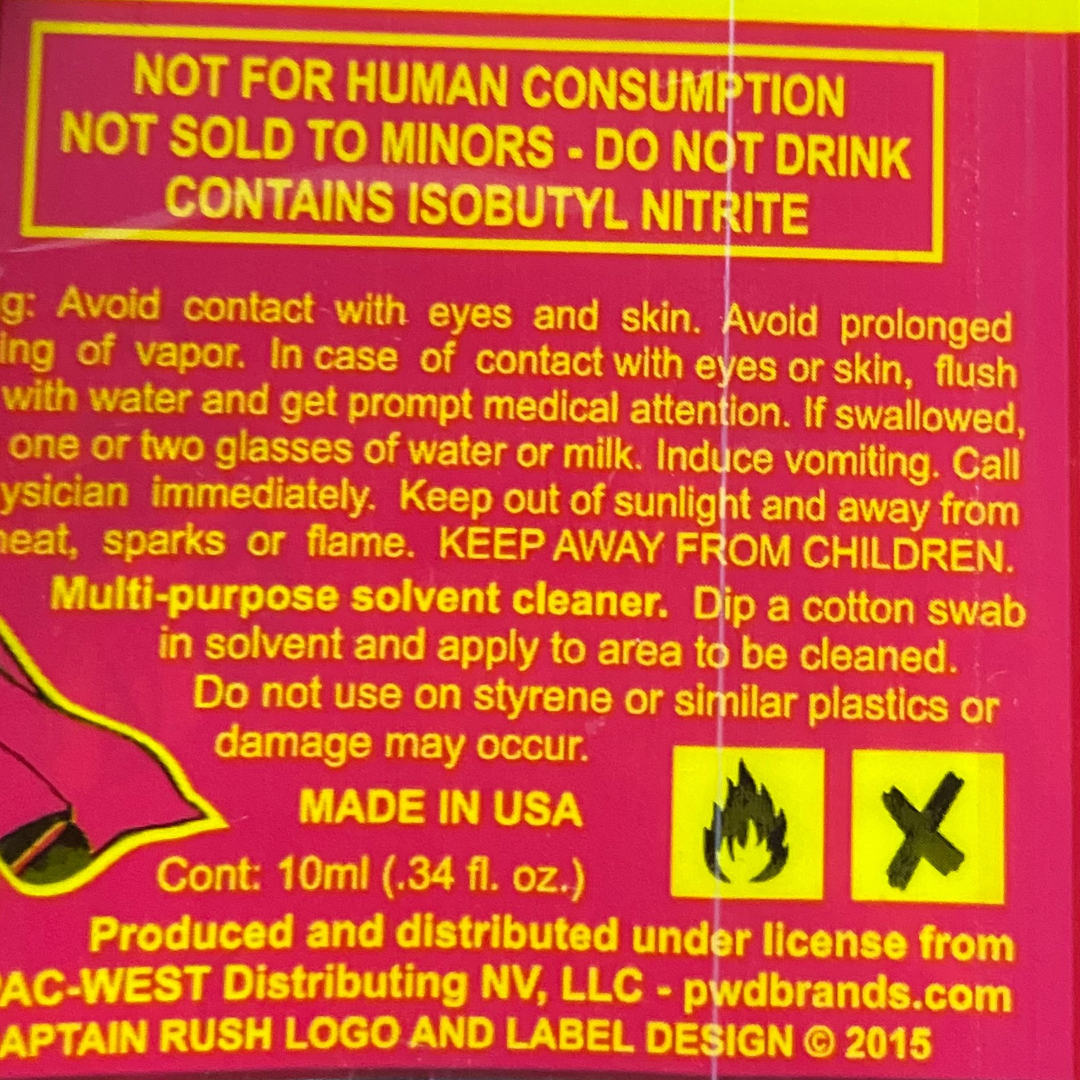 NOT FOR HUMAN CONSUMPTION
NOT SOLD TO MINORS - DO NOT DRINK
CONTAINS ISOBUTYL NITRITE
g: Avoid contact with eyes and skin. Avoid prolonged
ing of vapor. In case of contact with eyes or skin, flush
with water and get prompt medical attention. If swallowed,
one or two glasses of water or milk. Induce vomiting. Call
ysician immediately. Keep out of sunlight and away from
heat, sparks or flame. KEEP AWAY FROM CHILDREN.
Multi-purpose solvent cleaner. Dip a cotton swab
in solvent and apply to area to be cleaned.
Do not use on styrene or similar plastics or
damage may occur.
MADE IN USA
Cont: 10ml (.34 fl. oz.)
Produced and distributed under license from
PAC-WEST Distributing NV, LLC - pwdbrands.com
APTAIN RUSH LOGO AND LABEL DESIGN © 2015